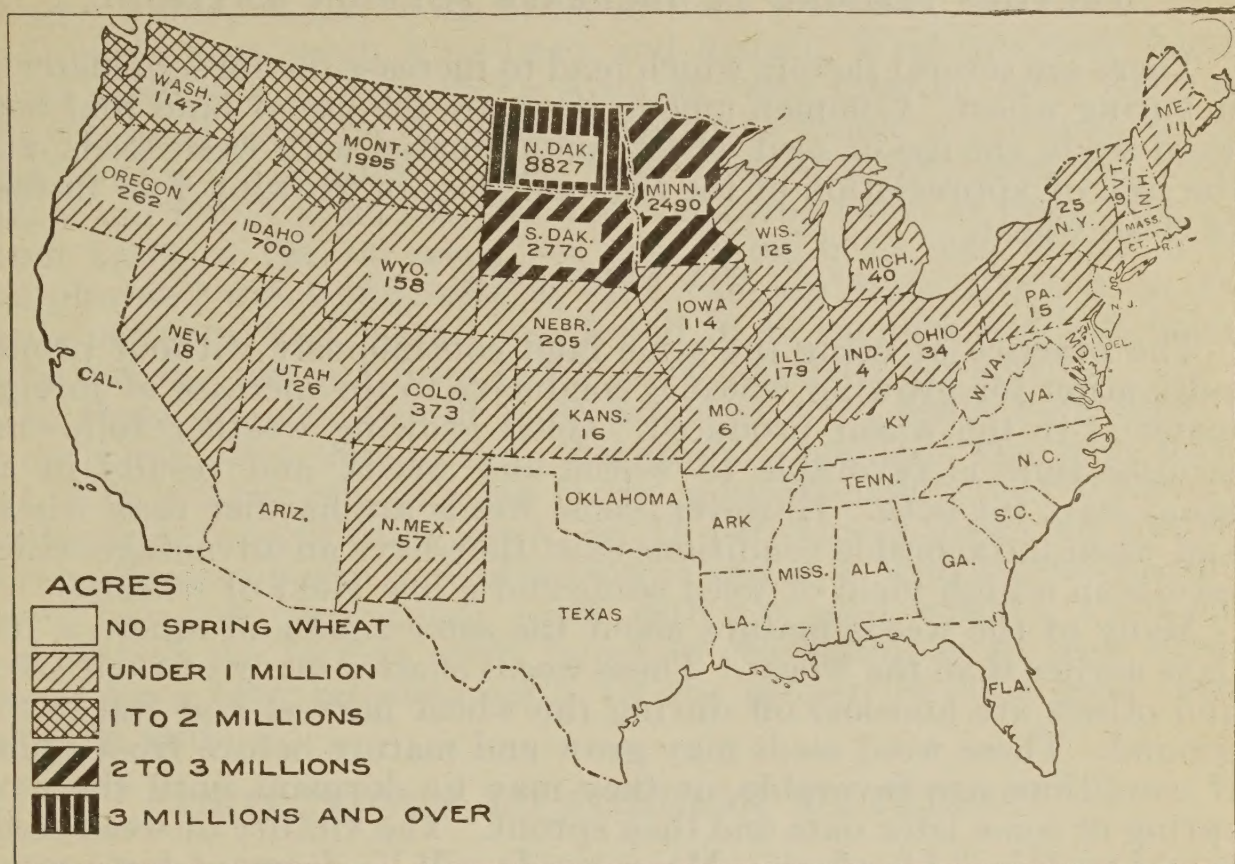 WASH.
1147
OREGON
262
CAL.
NEV.
18
IDAHO
700
MONT.
1995
WYO.
158
UTAH
126
COLO.
373
ARIZ.
N.MEX.
57
N.DAK.
8827
S.DAK.
2770
NEBR.
205
KANS.
16
OKLAHOMA
TEXAS
MINN.
2490
IOWA
114
MO.
6
ARK
LA.
WIS.
125
ILL.
179
MICH.
40
IND.
4
OHIO
34
KY
TENN.
MISS.
ALA.
GA.
FLA.
S.C.
N.C.
VA.
W.VA.
MD.
DEL.
N.J.
PA.
15
25
N.Y.
9 VT.
N.H.
MASS.
CT.
R.I.
ME.
11
ACRES
NO SPRING WHEAT
UNDER 1 MILLION
1 TO 2 MILLIONS
2 TO 3 MILLIONS
3 MILLIONS AND OVER